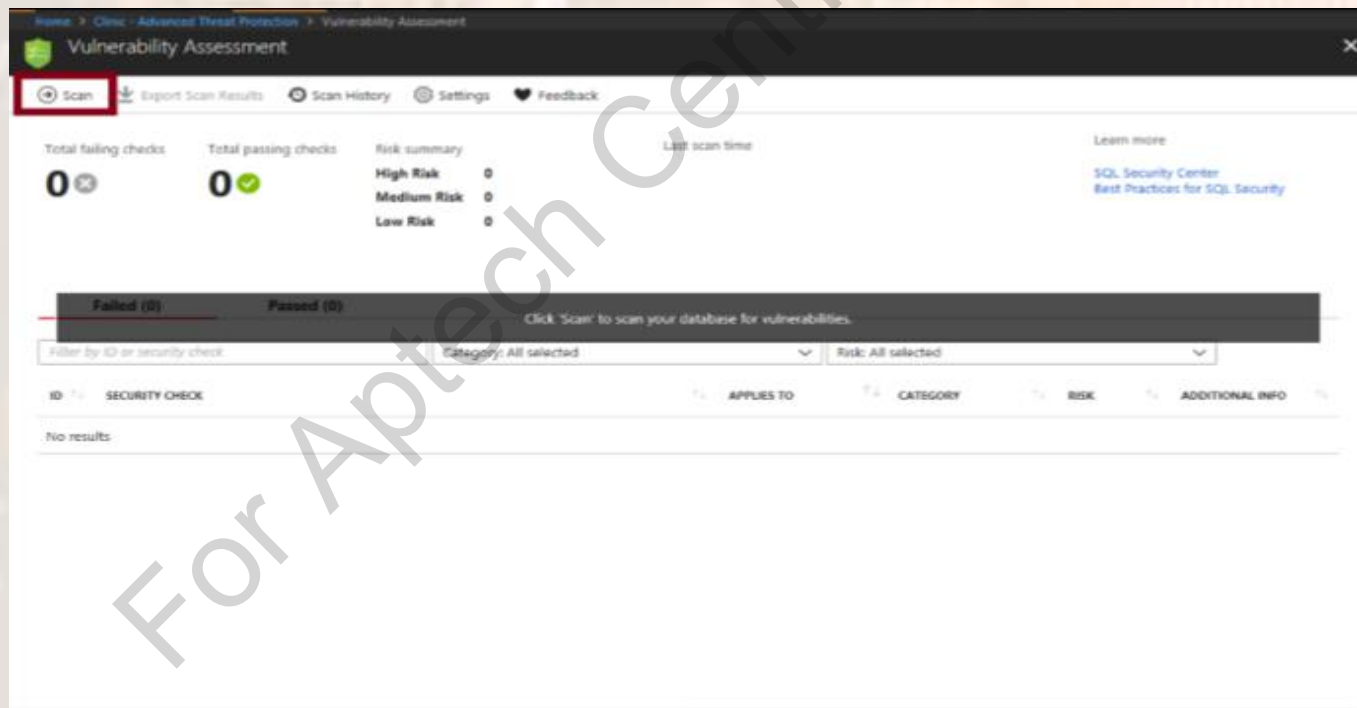 Home > Clinic - Advanced Threat Protection > Vulnerability Assessment
Vulnerability Assessment
Scan Export Scan Results Scan History Settings Feedback
Total failing checks Total passing checks Risk summary Last scan time Learn more
0 0
High Risk 0
Medium Risk 0
Low Risk 0
SQL Security Center
Best Practices for SQL Security
Failed (0) Passed (0)
Click 'Scan' to scan your database for vulnerabilities.
Filter by ID or security check Category: All selected Risk: All selected
ID SECURITY CHECK APPLIES TO CATEGORY RISK ADDITIONAL INFO
No results
For Aptech